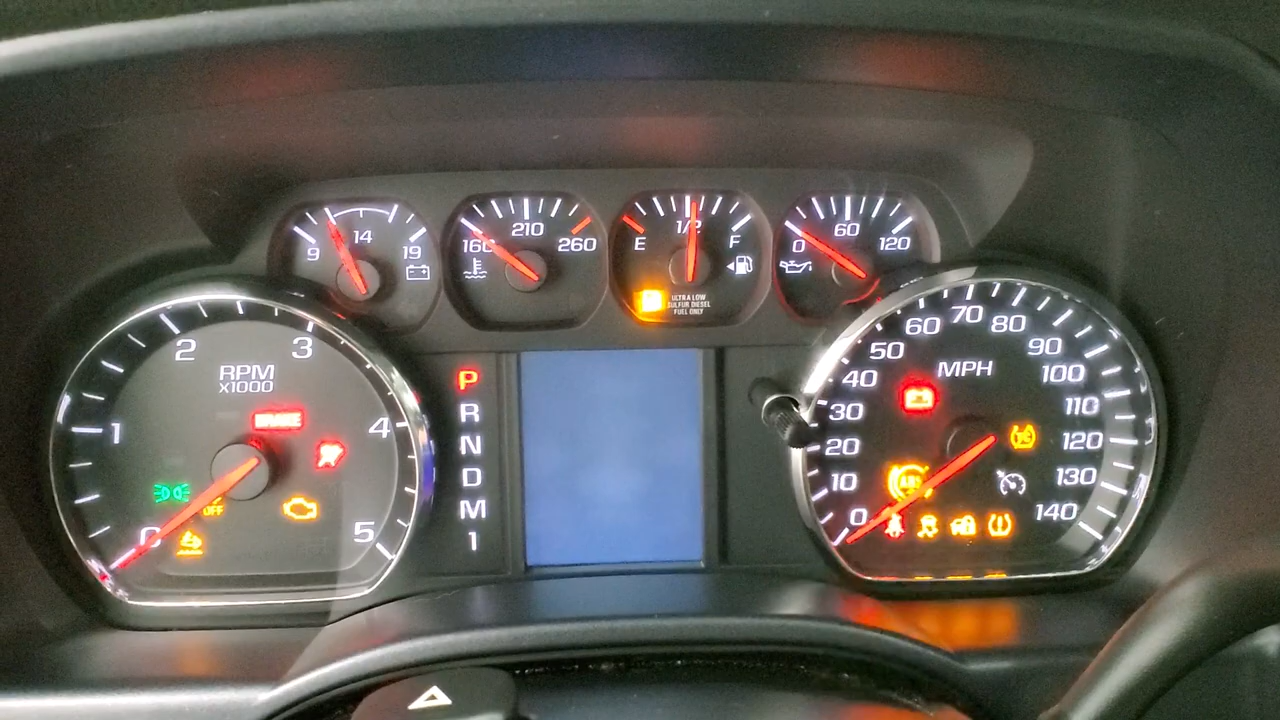 9 14 19
160 210 260
E 1/2 F
ULTRA LOW
SULFUR DIESEL
FUEL ONLY
0 60 120
0 1 2 3 4 5
RPM
X1000
BRAKE
OFF
P
R
N
D
M
1
MPH
0 10 20 30 40 50 60 70 80 90 100 110 120 130 140
ABS